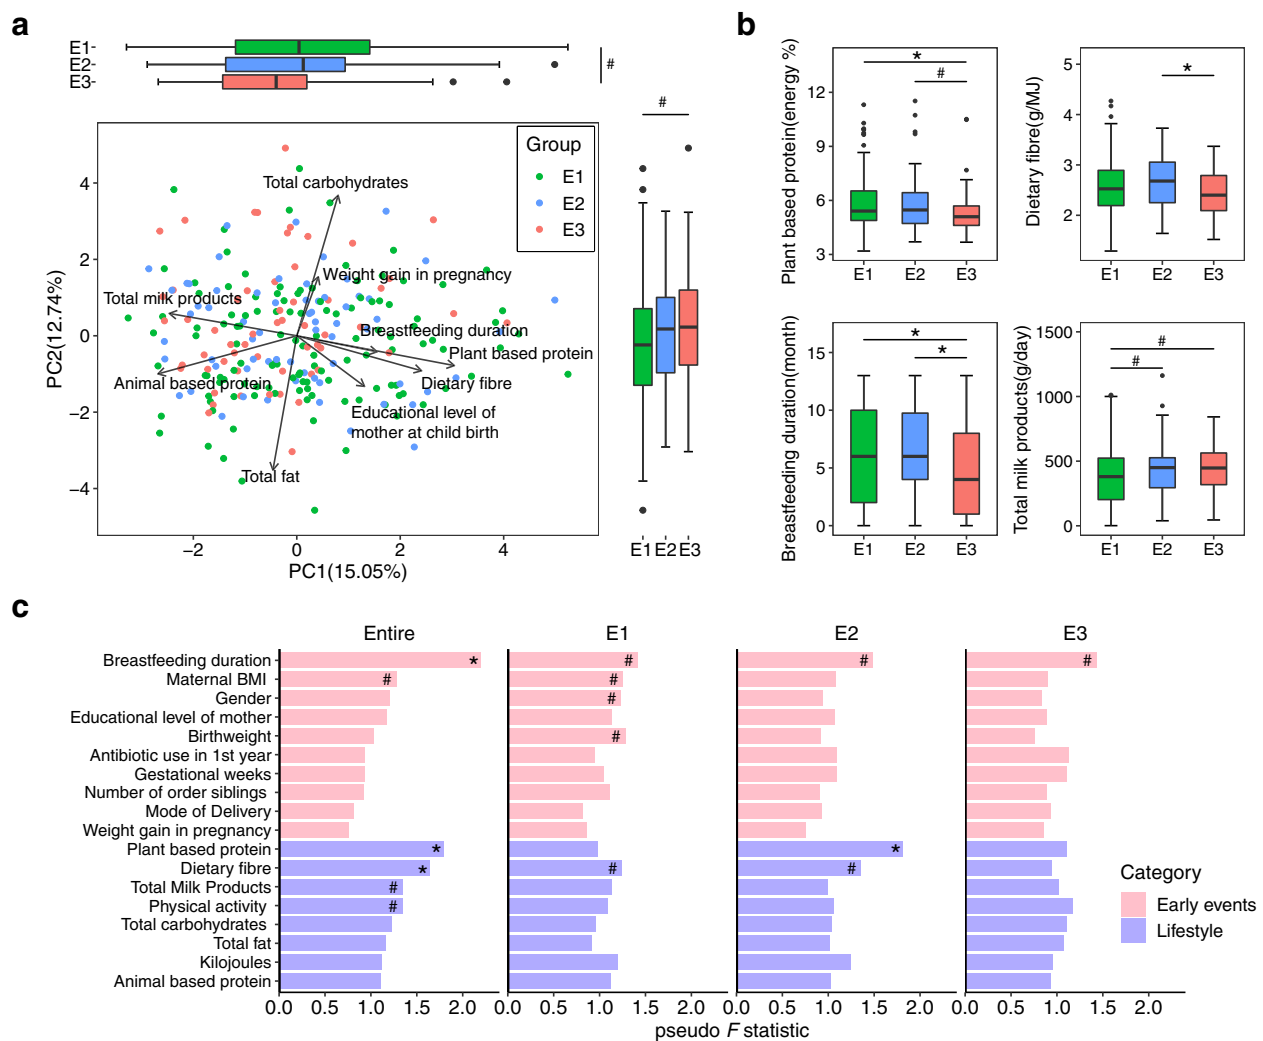 a
E1
E2
E3
#
#
Group
E1
E2
E3
Total carbohydrates
Weight gain in pregnancy
Total milk products
Breastfeeding duration
Plant based protein
Animal based protein
Dietary fibre
Educational level of
mother at child birth
Total fat
4
2
0
−2
−4
PC2(12.74%)
−2 0 2 4
PC1(15.05%)
E1 E2 E3
b
Plant based protein(energy %)
12
9
6
3
*
#
E1 E2 E3
Dietary fibre(g/MJ)
5
4
3
2
*
E1 E2 E3
Breastfeeding duration(month)
15
10
5
0
*
*
E1 E2 E3
Total milk products(g/day)
1500
1000
500
0
#
#
E1 E2 E3
c
Entire E1 E2 E3
Breastfeeding duration * # # #
Maternal BMI # #
Gender #
Educational level of mother
Birthweight #
Antibiotic use in 1st year
Gestational weeks
Number of order siblings
Mode of Delivery
Weight gain in pregnancy
Plant based protein * *
Dietary fibre * # #
Total Milk Products #
Physical activity #
Total carbohydrates
Total fat
Kilojoules
Animal based protein
0.0 0.5 1.0 1.5 2.0 0.0 0.5 1.0 1.5 2.0 0.0 0.5 1.0 1.5 2.0 0.0 0.5 1.0 1.5 2.0
pseudo F statistic
Category
Early events
Lifestyle